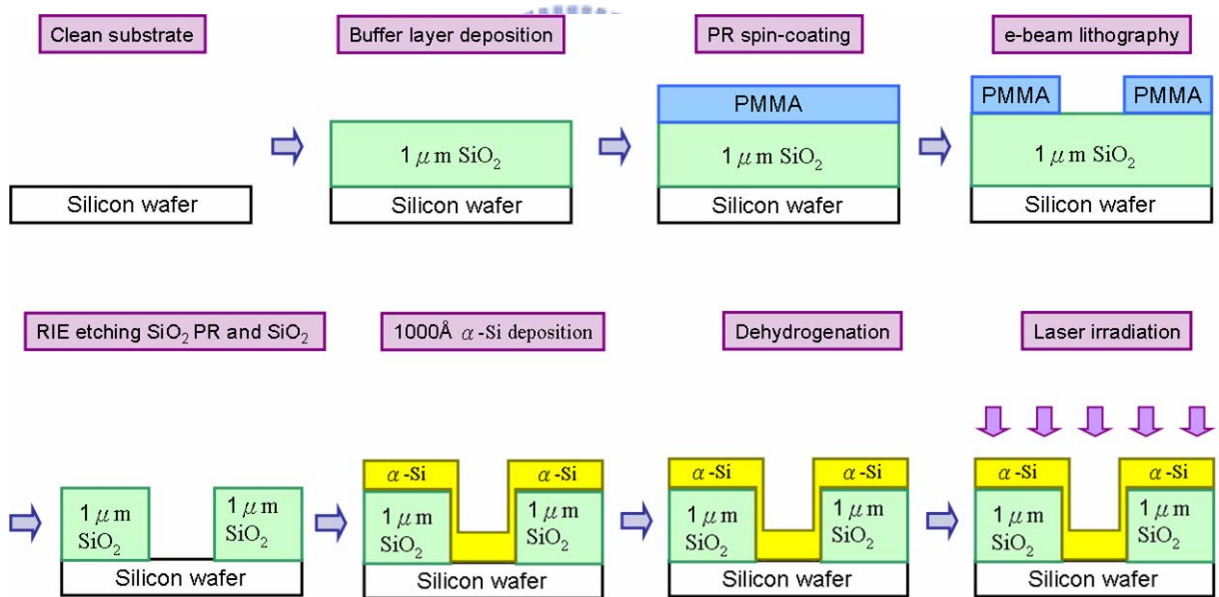 Clean substrate
Buffer layer deposition
PR spin-coating
e-beam lithography
Silicon wafer
1 μm SiO₂
Silicon wafer
PMMA
1 μm SiO₂
Silicon wafer
PMMA PMMA
1 μm SiO₂
Silicon wafer
RIE etching SiO₂ PR and SiO₂
1000Å α-Si deposition
Dehydrogenation
Laser irradiation
1 μm
SiO₂
1 μm
SiO₂
Silicon wafer
α-Si α-Si
1 μm
SiO₂
1 μm
SiO₂
Silicon wafer
α-Si α-Si
1 μm
SiO₂
1 μm
SiO₂
Silicon wafer
α-Si α-Si
1 μm
SiO₂
1 μm
SiO₂
Silicon wafer